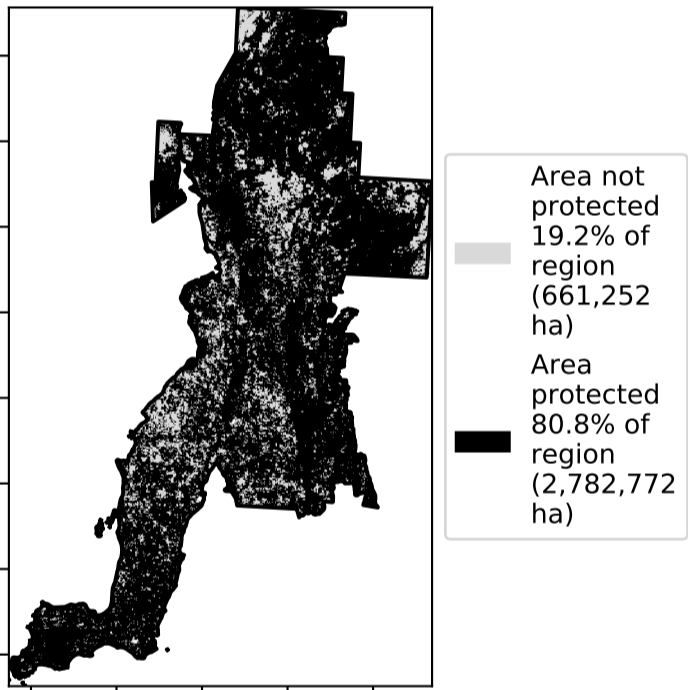 Area not
protected
19.2% of
region
(661,252
ha)
Area
protected
80.8% of
region
(2,782,772
ha)